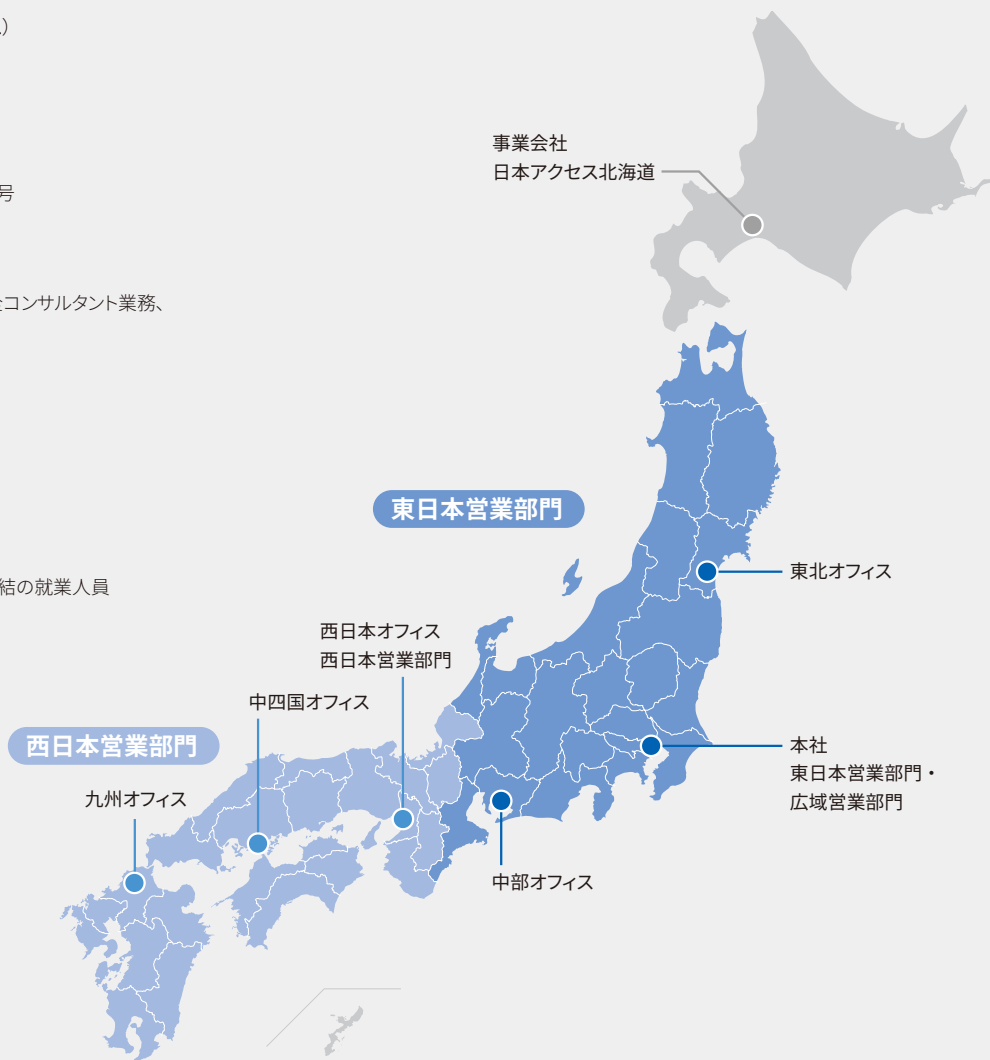 )
号
コンサルタント業務、
結の就業人員
事業会社
日本アクセス北海道
東日本営業部門
東北オフィス
西日本オフィス
西日本営業部門
中四国オフィス
西日本営業部門
九州オフィス
本社
東日本営業部門・
広域営業部門
中部オフィス